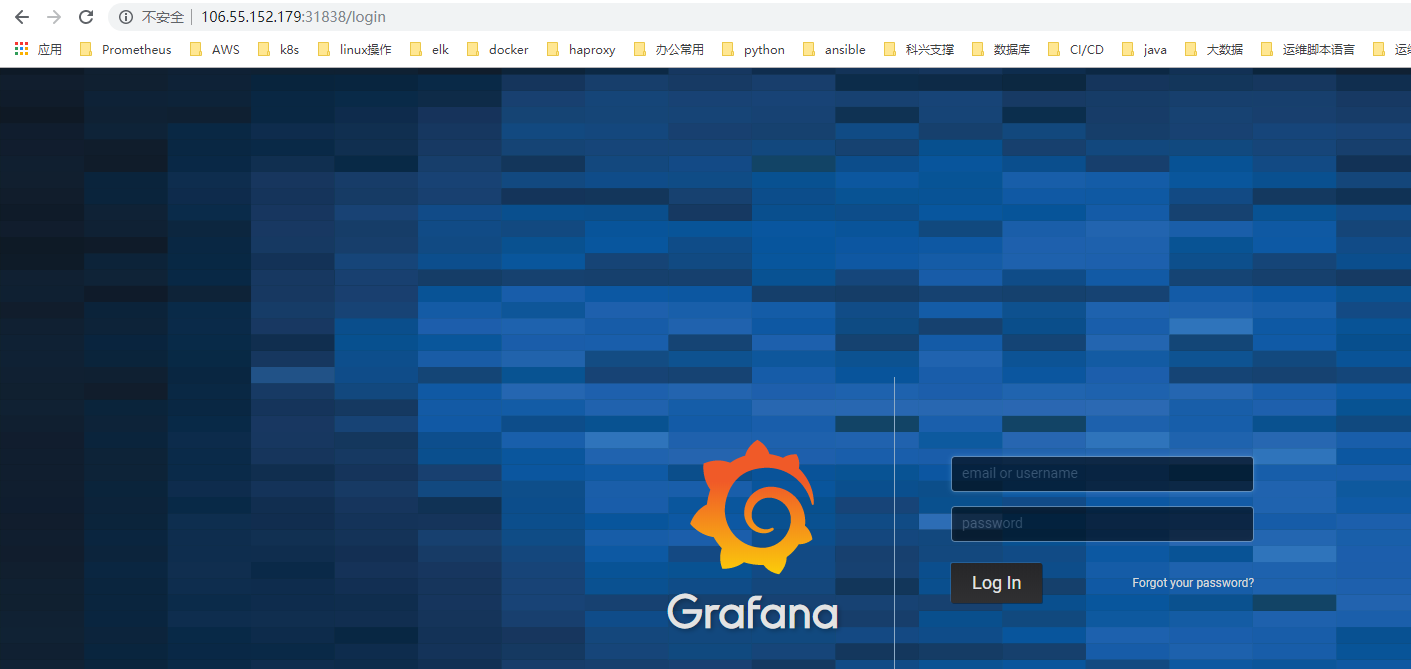 不安全 106.55.152.179:31838/login
应用 Prometheus AWS k8s linux操作 elk docker haproxy 办公常用 python ansible 科兴支撑 数据库 CI/CD java 大数据 运维脚本语言
email or username
password
Log In Forgot your password?
Grafana